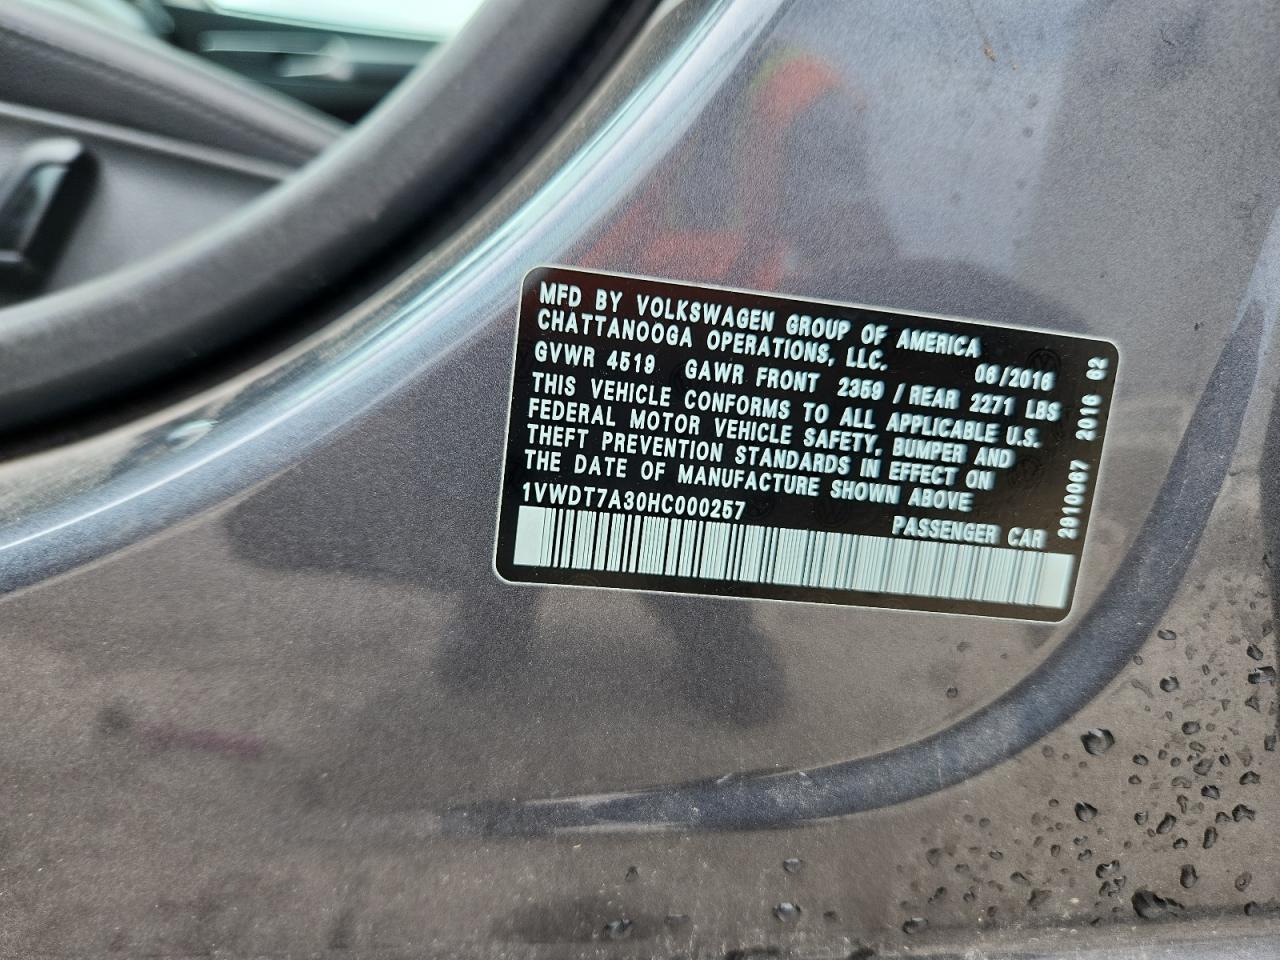 MFD BY VOLKSWAGEN GROUP OF AMERICA
CHATTANOOGA OPERATIONS, LLC.
06/2016
GVWR 4519 GAWR FRONT 2359 / REAR 2271 LBS
THIS VEHICLE CONFORMS TO ALL APPLICABLE U.S.
FEDERAL MOTOR VEHICLE SAFETY, BUMPER AND
THEFT PREVENTION STANDARDS IN EFFECT ON
THE DATE OF MANUFACTURE SHOWN ABOVE
1VWDT7A30HC000257
PASSENGER CAR
2910067 2016 62